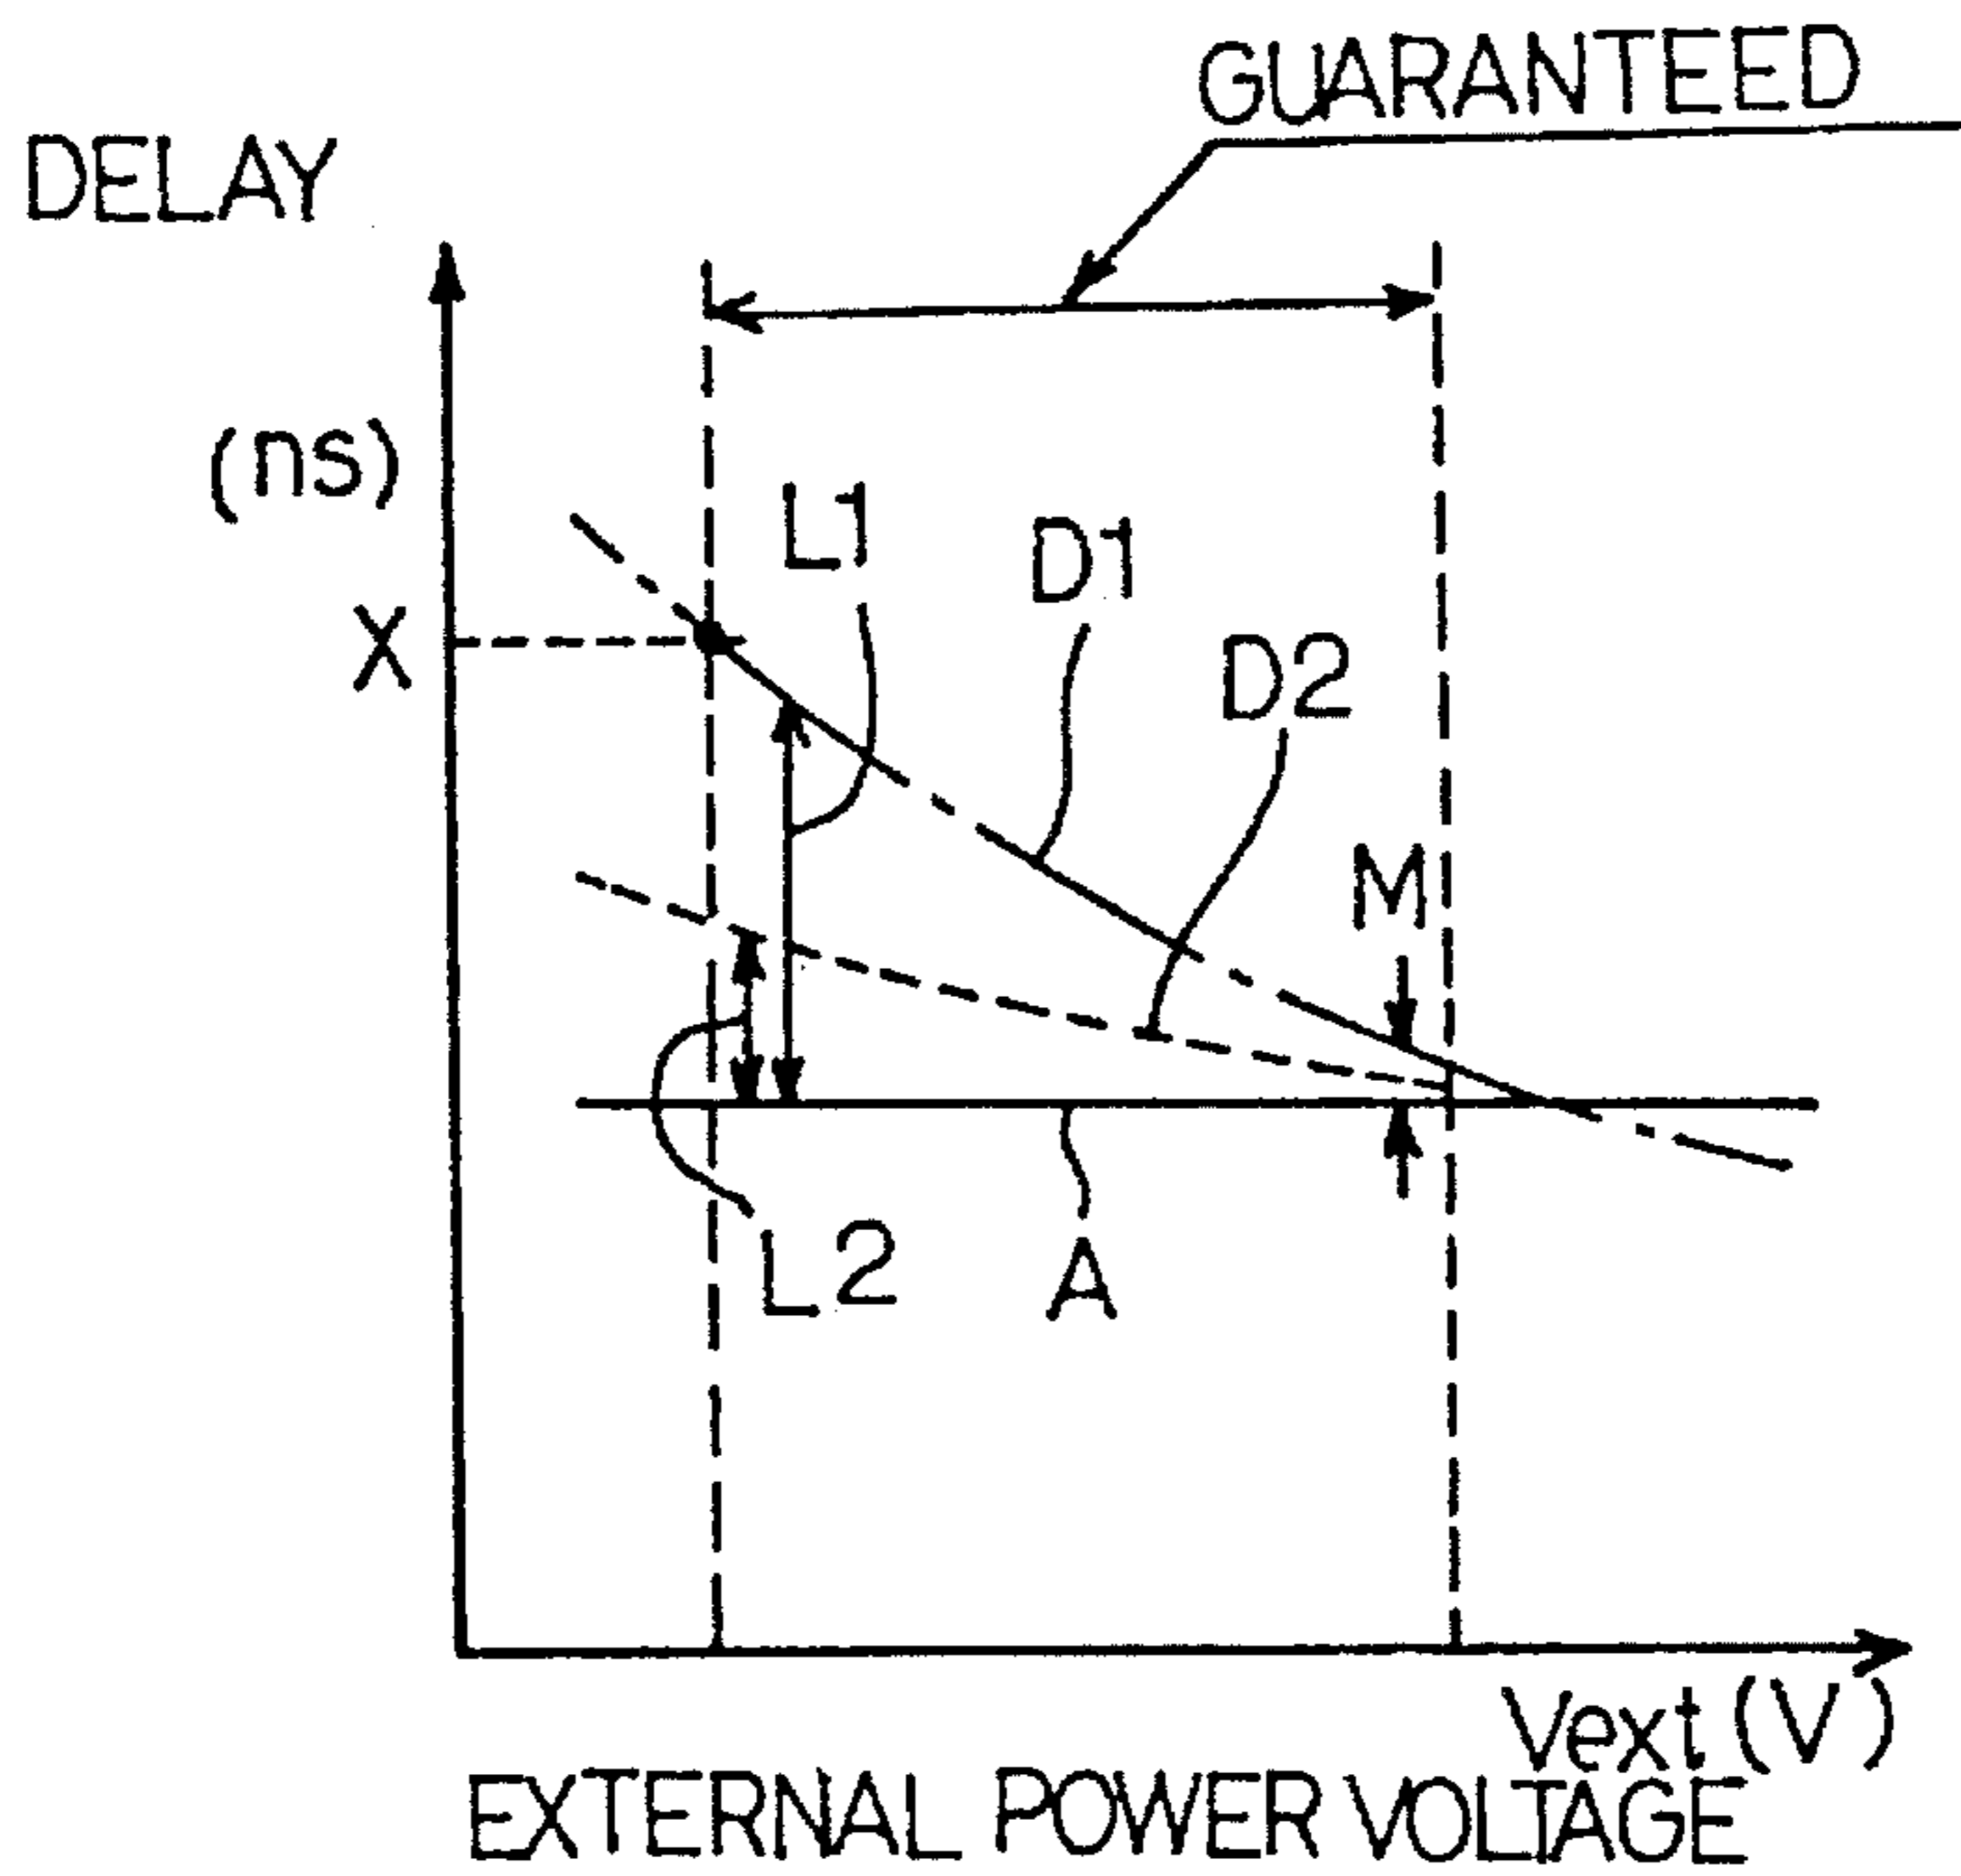 GUARANTEED
DELAY
(ns)
L1
D1
X
D2
M
L2
A
Vext(V)
EXTERNAL POWER VOLTAGE